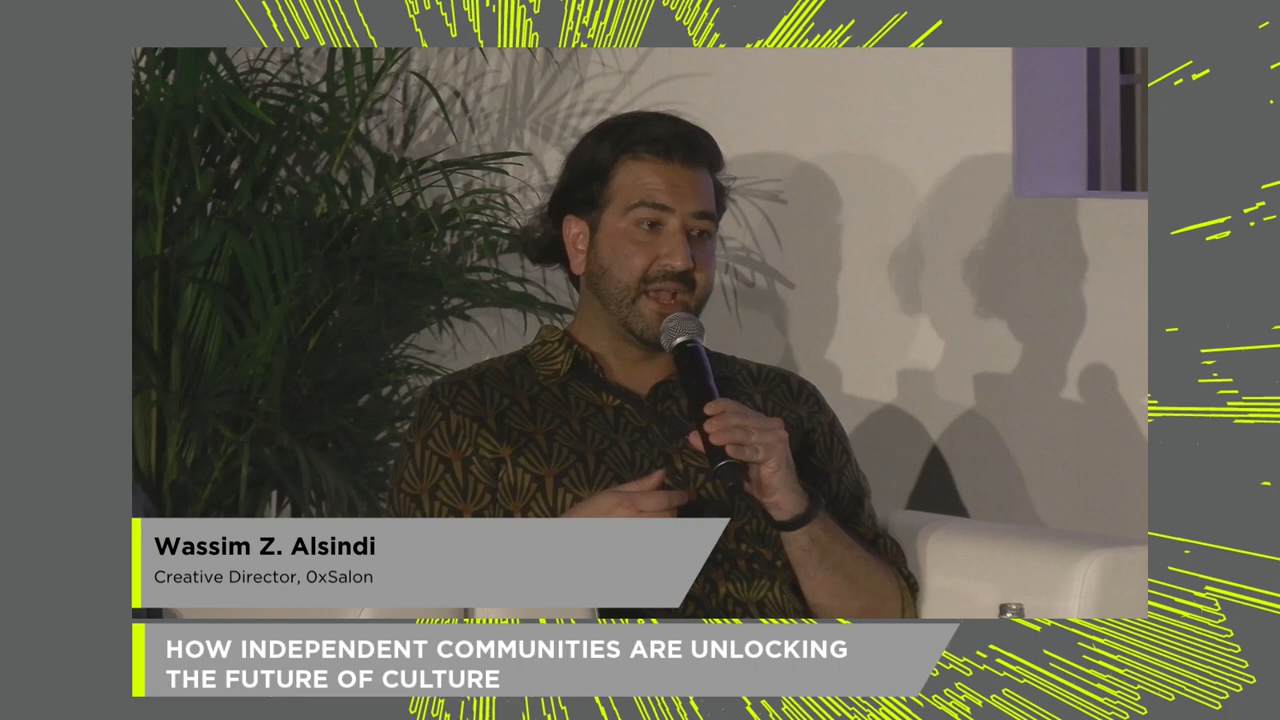 Wassim Z. Alsindi
Creative Director, 0xSalon
HOW INDEPENDENT COMMUNITIES ARE UNLOCKING
THE FUTURE OF CULTURE